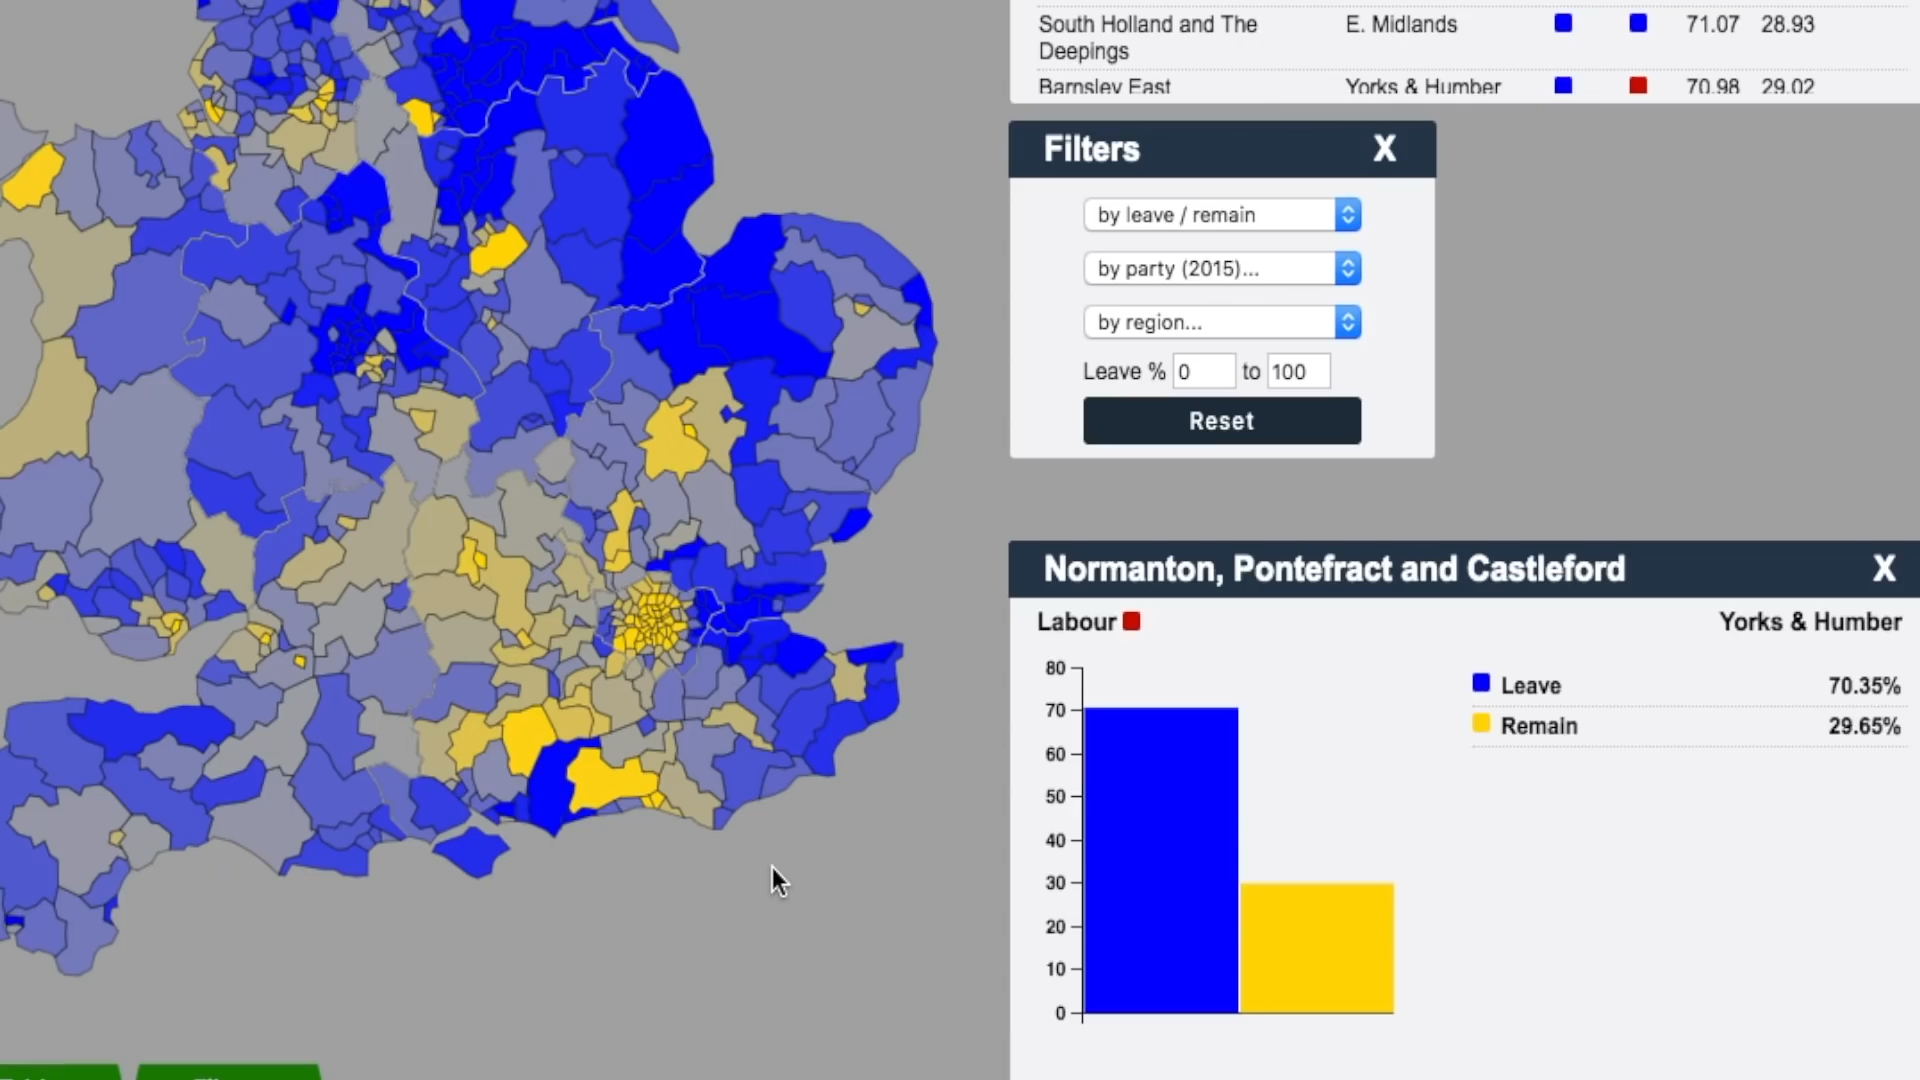 South Holland and The E. Midlands 71.07 28.93
Deepings
Barnsley East Yorks & Humber 70.98 29.02
Filters X
by leave / remain
by party (2015)...
by region...
Leave % 0 to 100
Reset
Normanton, Pontefract and Castleford X
Labour Yorks & Humber
80
70
60
50
40
30
20
10
0
Leave 70.35%
Remain 29.65%